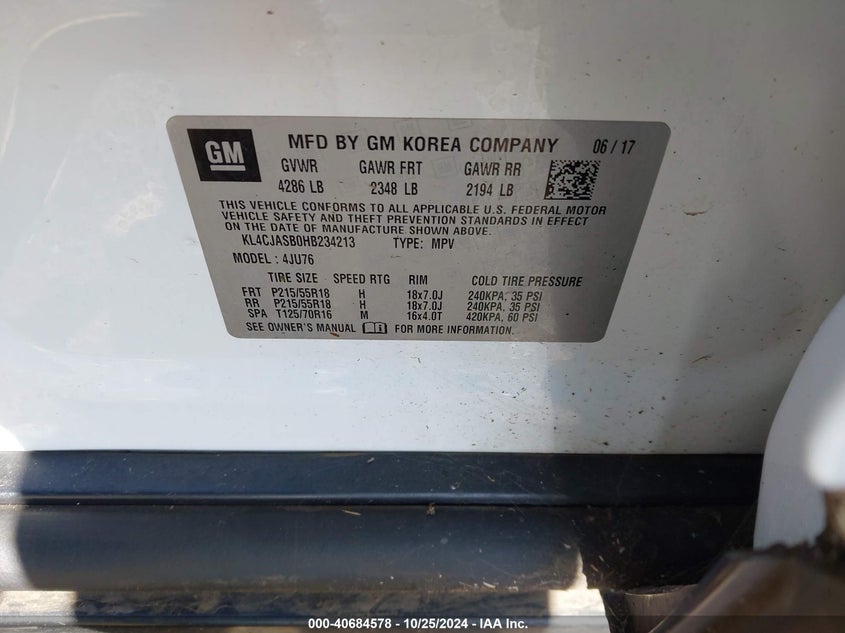 GM
MFD BY GM KOREA COMPANY 06 / 17
GVWR GAWR FRT GAWR RR
4286 LB 2348 LB 2194 LB
THIS VEHICLE CONFORMS TO ALL APPLICABLE U.S. FEDERAL MOTOR
VEHICLE SAFETY AND THEFT PREVENTION STANDARDS IN EFFECT
ON THE DATE OF MANUFACTURE SHOWN ABOVE.
KL4CJASB0HB234213 TYPE: MPV
MODEL : 4JU76
TIRE SIZE SPEED RTG RIM COLD TIRE PRESSURE
FRT P215/55R18 H 18x7.0J 240KPA, 35 PSI
RR P215/55R18 H 18x7.0J 240KPA, 35 PSI
SPA T125/70R16 M 16x4.0T 420KPA, 60 PSI
SEE OWNER'S MANUAL FOR MORE INFORMATION.
000-40684578 - 10/25/2024 - IAA Inc.